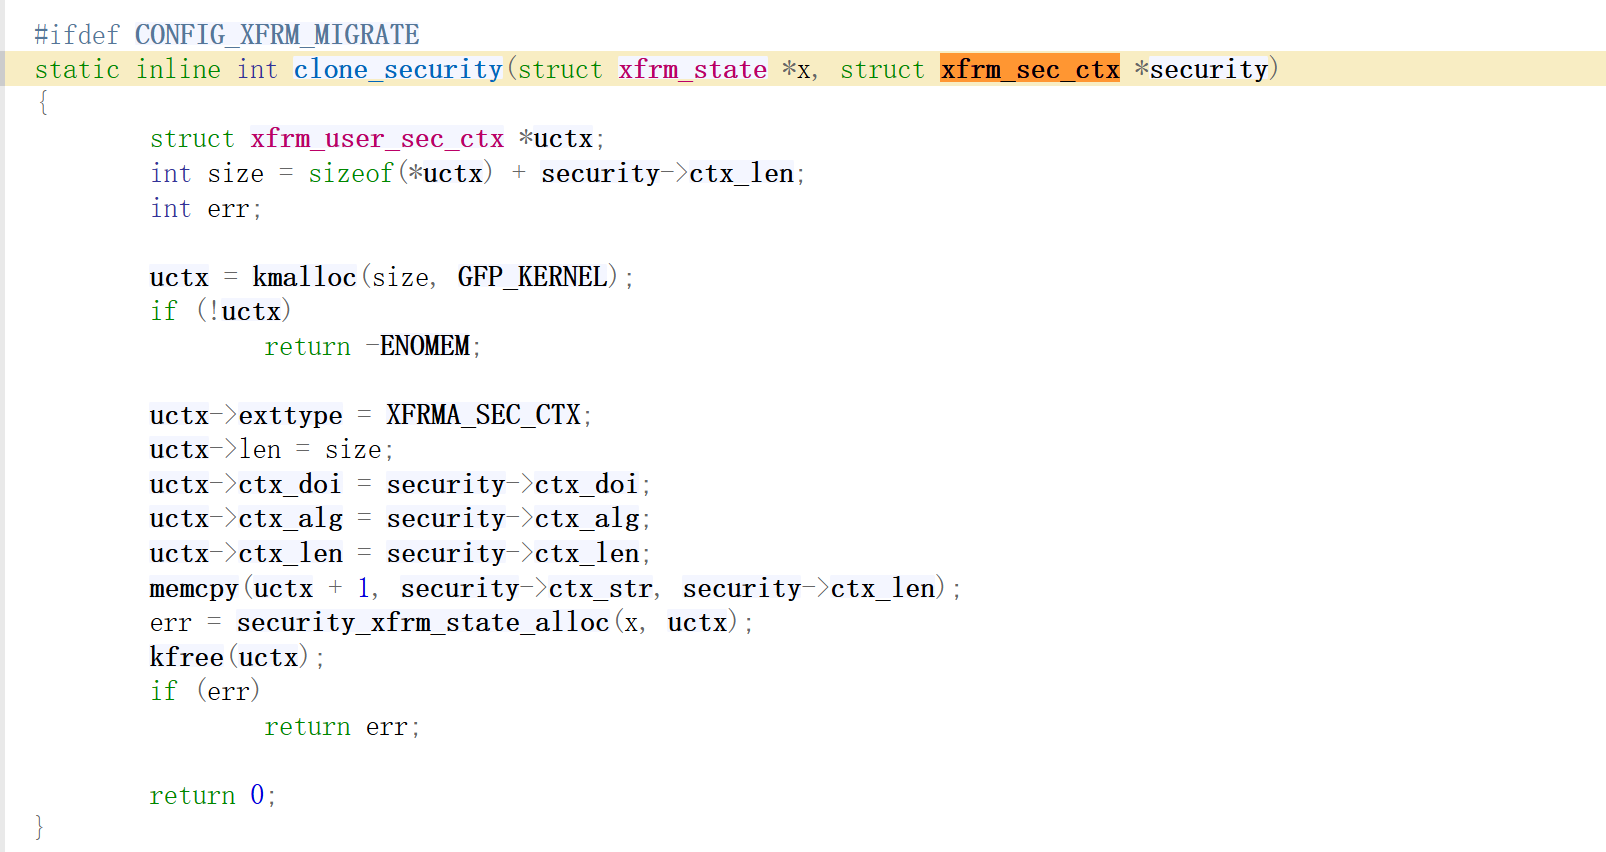 #ifdef CONFIG_XFRM_MIGRATE
static inline int clone_security(struct xfrm_state *x, struct xfrm_sec_ctx *security)
{
        struct xfrm_user_sec_ctx *uctx;
        int size = sizeof(*uctx) + security->ctx_len;
        int err;

        uctx = kmalloc(size, GFP_KERNEL);
        if (!uctx)
                return -ENOMEM;

        uctx->exttype = XFRMA_SEC_CTX;
        uctx->len = size;
        uctx->ctx_doi = security->ctx_doi;
        uctx->ctx_alg = security->ctx_alg;
        uctx->ctx_len = security->ctx_len;
        memcpy(uctx + 1, security->ctx_str, security->ctx_len);
        err = security_xfrm_state_alloc(x, uctx);
        kfree(uctx);
        if (err)
                return err;

        return 0;
}